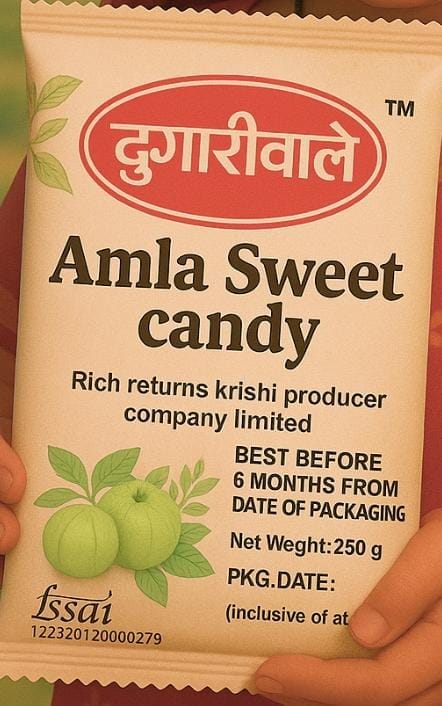 दुगारीवाले
TM
Amla Sweet
candy
Rich returns krishi producer
company limited
BEST BEFORE
6 MONTHS FROM
DATE OF PACKAGING
Net Weght:250 g
PKG.DATE:
(inclusive of at
fssai
122320120000279